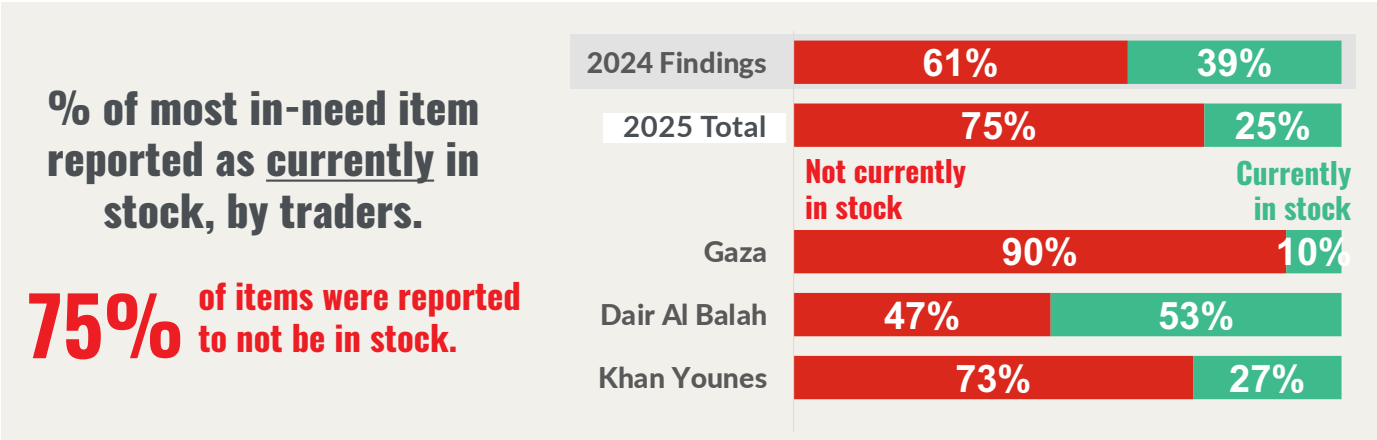 % of most in-need item
reported as currently in
stock, by traders.
75%
of items were reported
to not be in stock.
2024 Findings
61%
39%
2025 Total
75%
25%
Not currently
in stock
Currently
in stock
Gaza
90%
10%
Dair Al Balah
47%
53%
Khan Younes
73%
27%